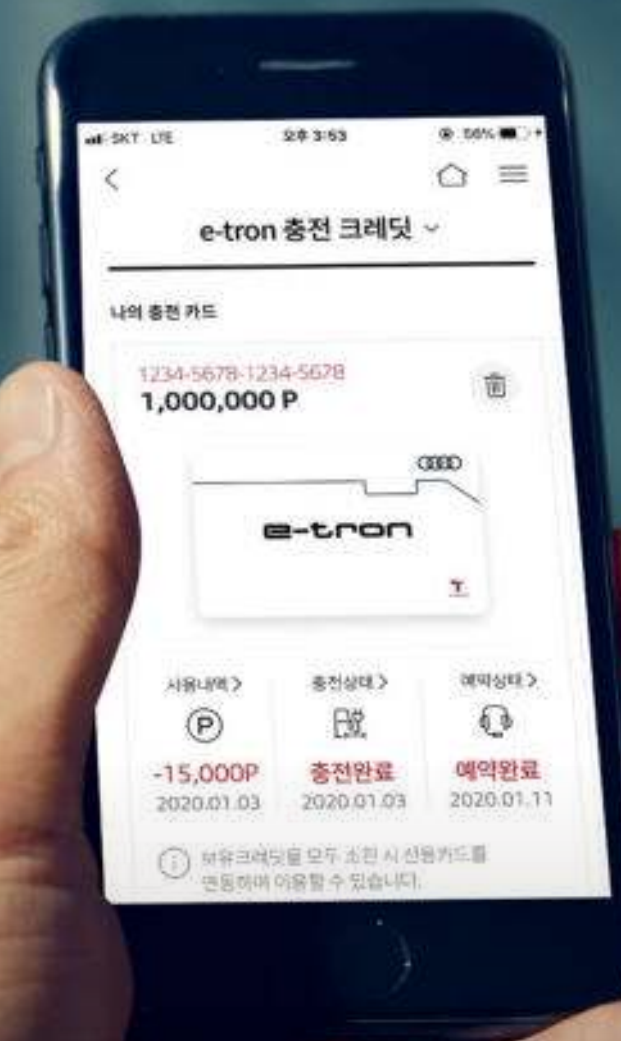 SKT LTE 오후 3:53 56%
e-tron 충전 크레딧
나의 충전 카드
1234-5678-1234-5678
1,000,000 P
e-tron
사용내역 > 충전상태 > 예약상태 >
P
-15,000P 충전완료 예약완료
2020.01.03 2020.01.03 2020.01.11
보유크레딧을 모두 소진 시 신용카드를
연동하여 이용할 수 있습니다.